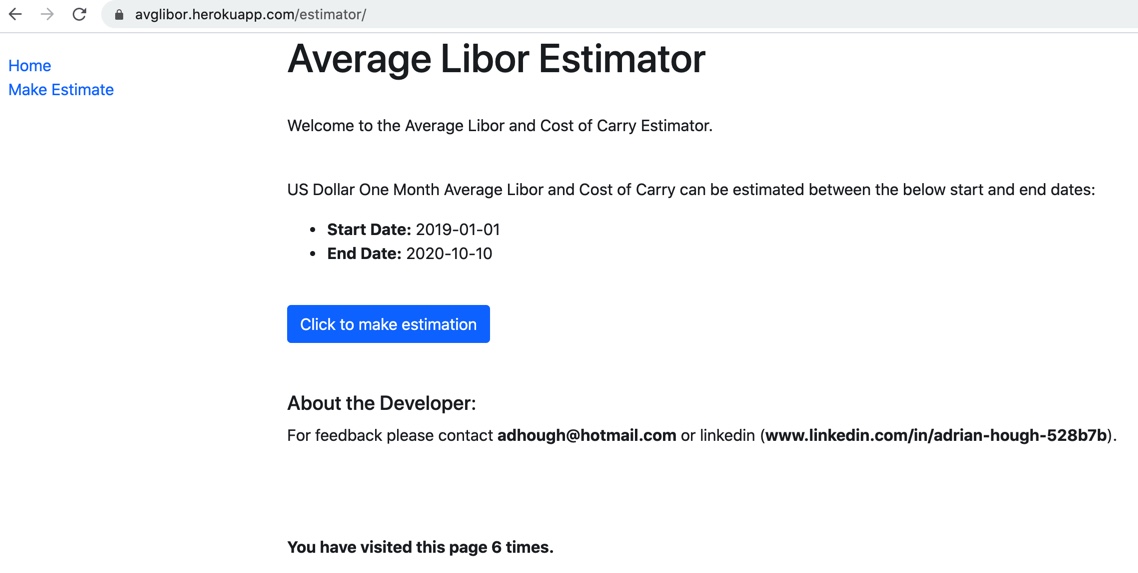 avglibor.herokuapp.com/estimator/
Home
Make Estimate
Average Libor Estimator
Welcome to the Average Libor and Cost of Carry Estimator.
US Dollar One Month Average Libor and Cost of Carry can be estimated between the below start and end dates:
• Start Date: 2019-01-01
• End Date: 2020-10-10
Click to make estimation
About the Developer:
For feedback please contact adhough@hotmail.com or linkedin (www.linkedin.com/in/adrian-hough-528b7b).
You have visited this page 6 times.